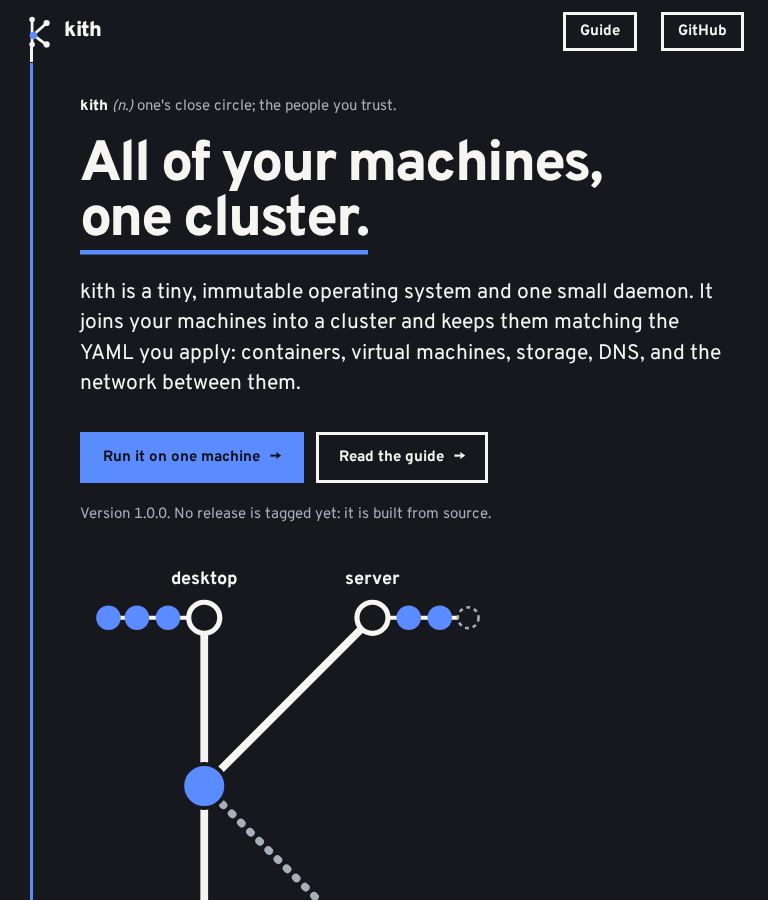 kith
Guide
GitHub
kith (n.) one's close circle; the people you trust.
All of your machines,
one cluster.
kith is a tiny, immutable operating system and one small daemon. It
joins your machines into a cluster and keeps them matching the
YAML you apply: containers, virtual machines, storage, DNS, and the
network between them.
Run it on one machine →
Read the guide →
Version 1.0.0. No release is tagged yet: it is built from source.
desktop
server